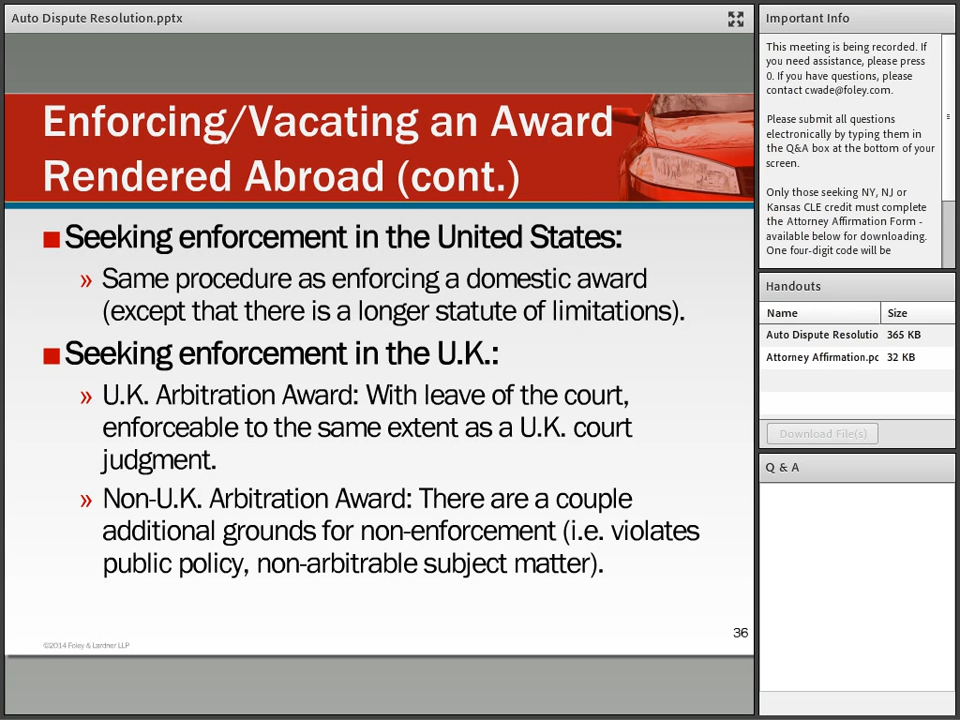 Auto Dispute Resolution.pptx
Enforcing/Vacating an Award
Rendered Abroad (cont.)
Seeking enforcement in the United States:
» Same procedure as enforcing a domestic award
(except that there is a longer statute of limitations).
Seeking enforcement in the U.K.:
» U.K. Arbitration Award: With leave of the court,
enforceable to the same extent as a U.K. court
judgment.
» Non-U.K. Arbitration Award: There are a couple
additional grounds for non-enforcement (i.e. violates
public policy, non-arbitrable subject matter).
36
©2014 Foley & Lardner LLP
Important Info
This meeting is being recorded. If
you need assistance, please press
0. If you have questions, please
contact cwade@foley.com.
Please submit all questions
electronically by typing them in
the Q&A box at the bottom of your
screen.
Only those seeking NY, NJ or
Kansas CLE credit must complete
the Attorney Affirmation Form -
available below for downloading.
One four-digit code will be
Handouts
Name Size
Auto Dispute Resolutio 365 KB
Attorney Affirmation.pc 32 KB
Download File(s)
Q & A